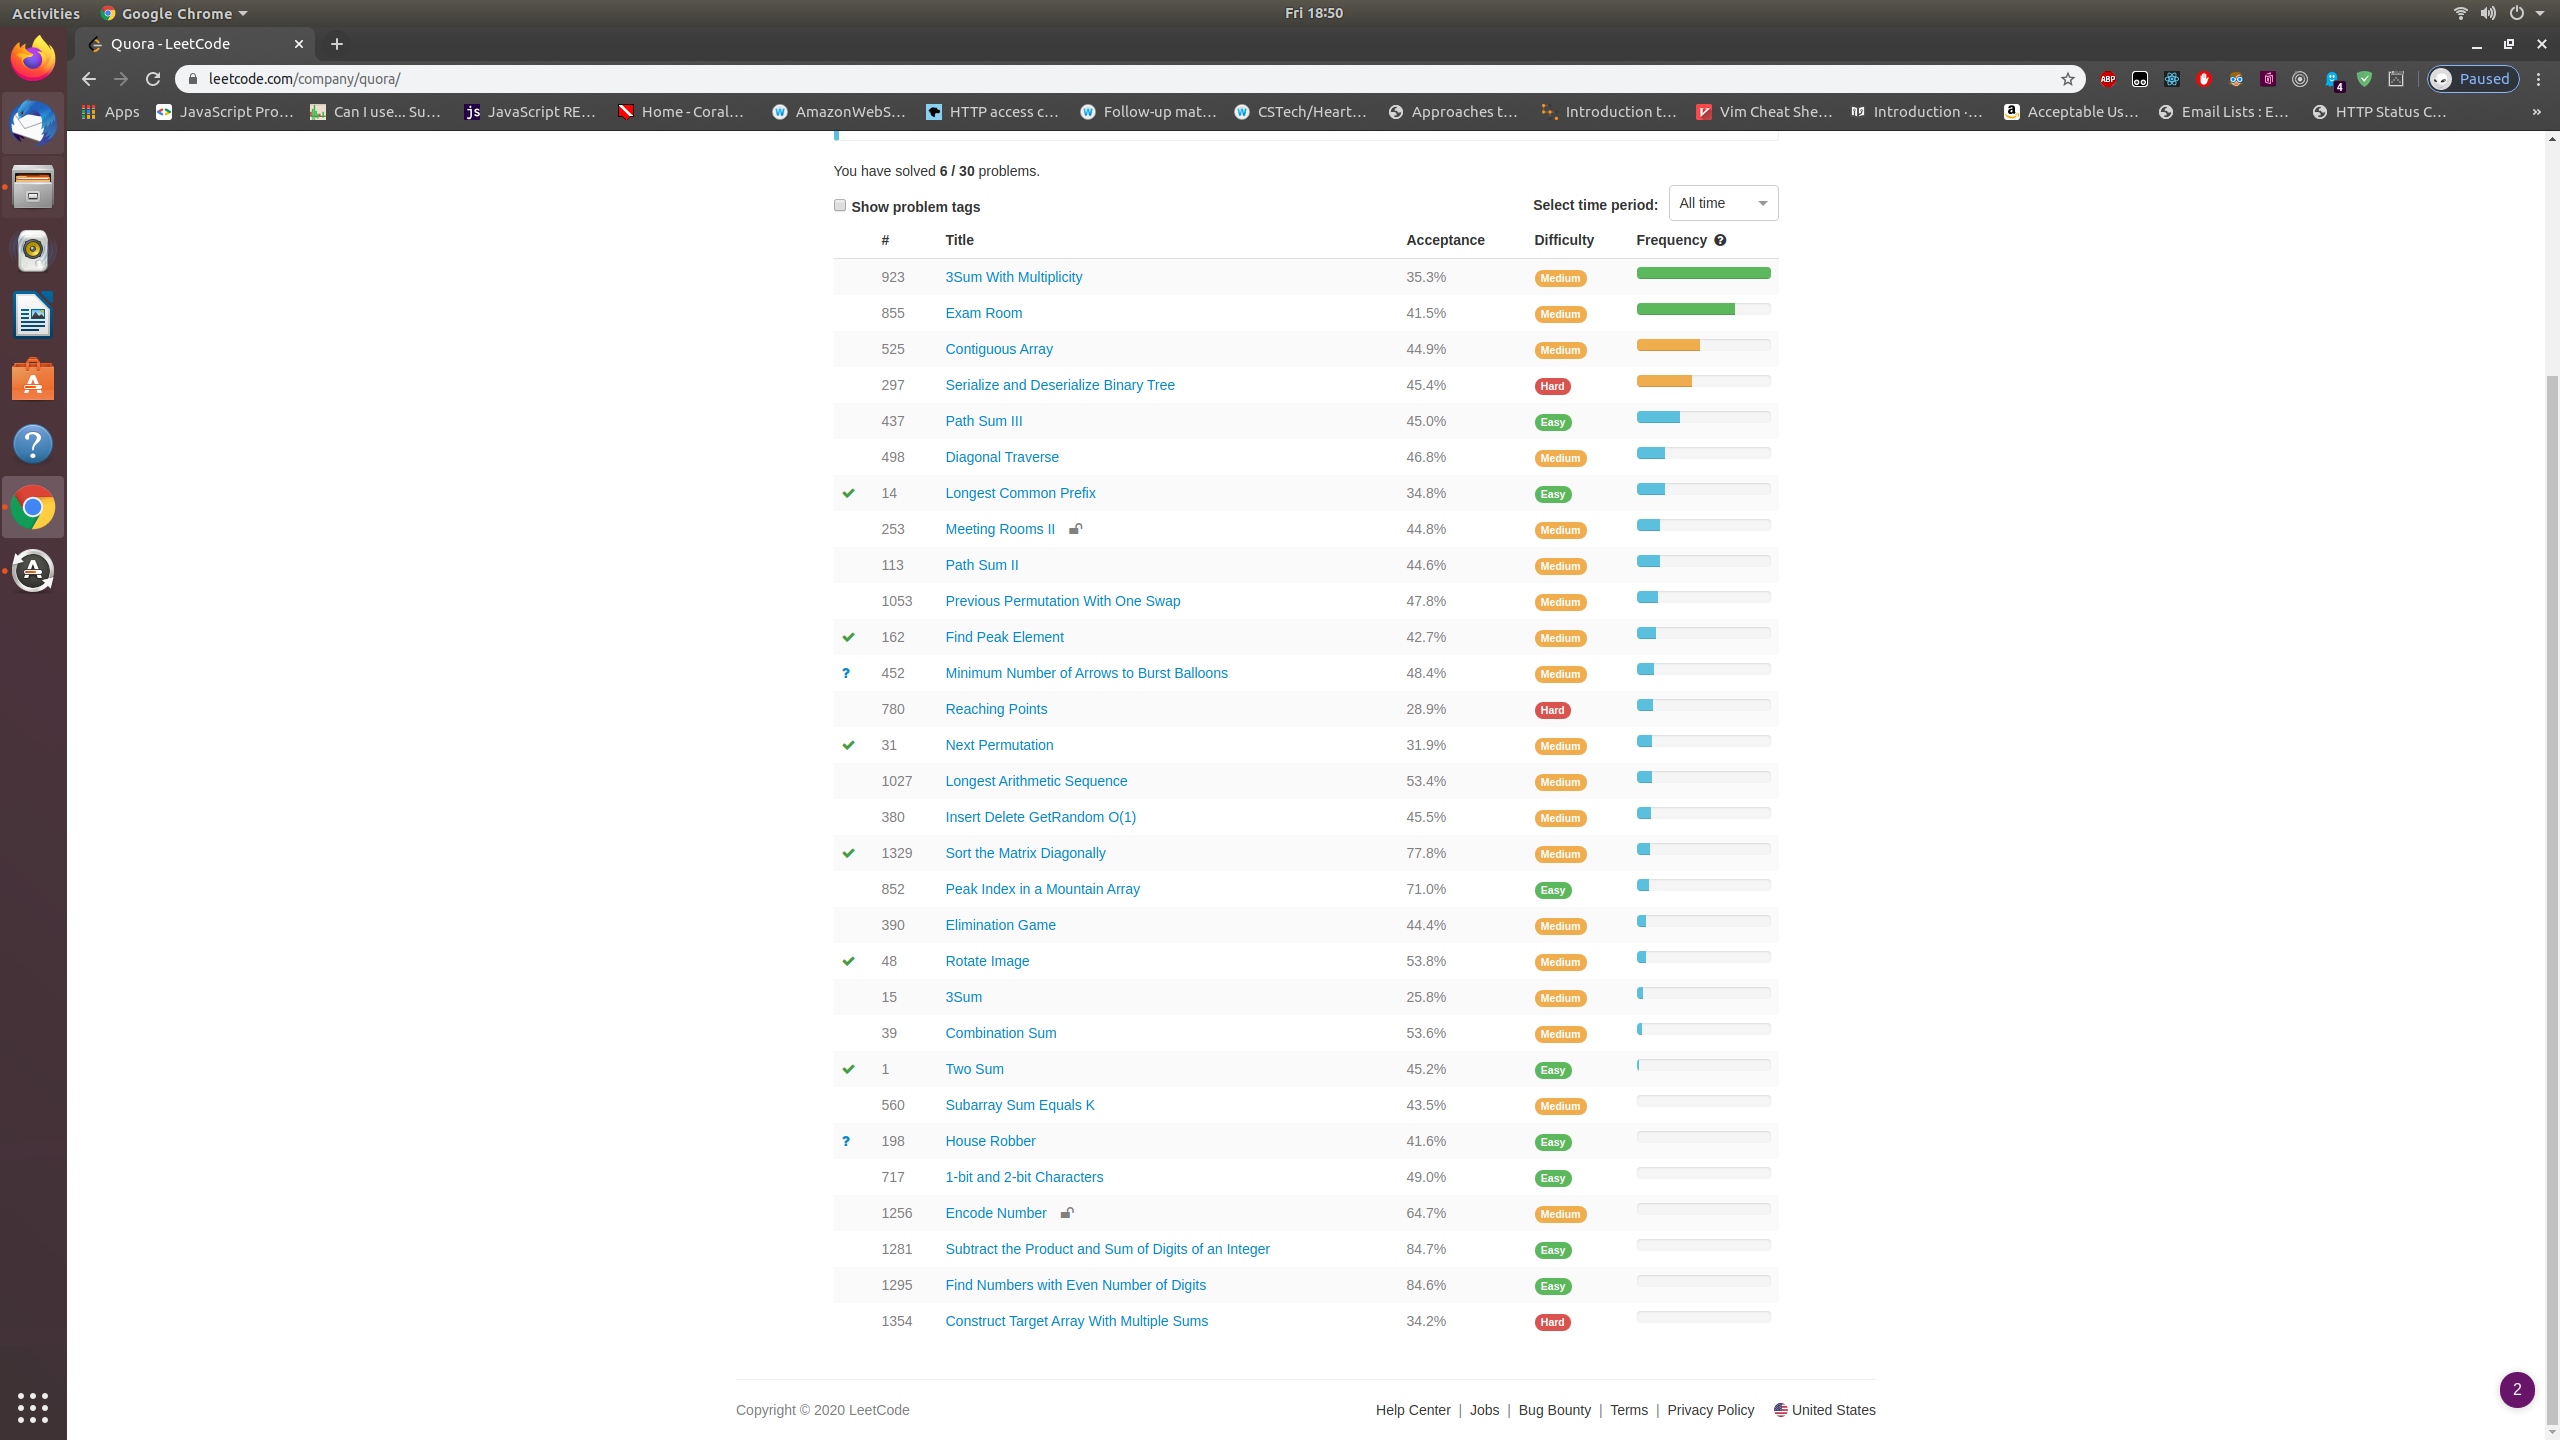 Activities Google Chrome Fri 18:50
Quora - LeetCode
leetcode.com/company/quora/ ABP 4 Paused
Apps JavaScript Pro… Can I use... Su… JavaScript RE… Home - Coral… AmazonWebS… HTTP access c… Follow-up mat… CSTech/Heart… Approaches t… Introduction t… Vim Cheat She… Introduction ·… Acceptable Us… Email Lists : E… HTTP Status C… »
You have solved 6 / 30 problems.
Show problem tags Select time period: All time
# Title Acceptance Difficulty Frequency
923 3Sum With Multiplicity 35.3% Medium
855 Exam Room 41.5% Medium
525 Contiguous Array 44.9% Medium
297 Serialize and Deserialize Binary Tree 45.4% Hard
437 Path Sum III 45.0% Easy
498 Diagonal Traverse 46.8% Medium
14 Longest Common Prefix 34.8% Easy
253 Meeting Rooms II 44.8% Medium
113 Path Sum II 44.6% Medium
1053 Previous Permutation With One Swap 47.8% Medium
162 Find Peak Element 42.7% Medium
? 452 Minimum Number of Arrows to Burst Balloons 48.4% Medium
780 Reaching Points 28.9% Hard
31 Next Permutation 31.9% Medium
1027 Longest Arithmetic Sequence 53.4% Medium
380 Insert Delete GetRandom O(1) 45.5% Medium
1329 Sort the Matrix Diagonally 77.8% Medium
852 Peak Index in a Mountain Array 71.0% Easy
390 Elimination Game 44.4% Medium
48 Rotate Image 53.8% Medium
15 3Sum 25.8% Medium
39 Combination Sum 53.6% Medium
1 Two Sum 45.2% Easy
560 Subarray Sum Equals K 43.5% Medium
? 198 House Robber 41.6% Easy
717 1-bit and 2-bit Characters 49.0% Easy
1256 Encode Number 64.7% Medium
1281 Subtract the Product and Sum of Digits of an Integer 84.7% Easy
1295 Find Numbers with Even Number of Digits 84.6% Easy
1354 Construct Target Array With Multiple Sums 34.2% Hard
2
Copyright © 2020 LeetCode Help Center | Jobs | Bug Bounty | Terms | Privacy Policy United States